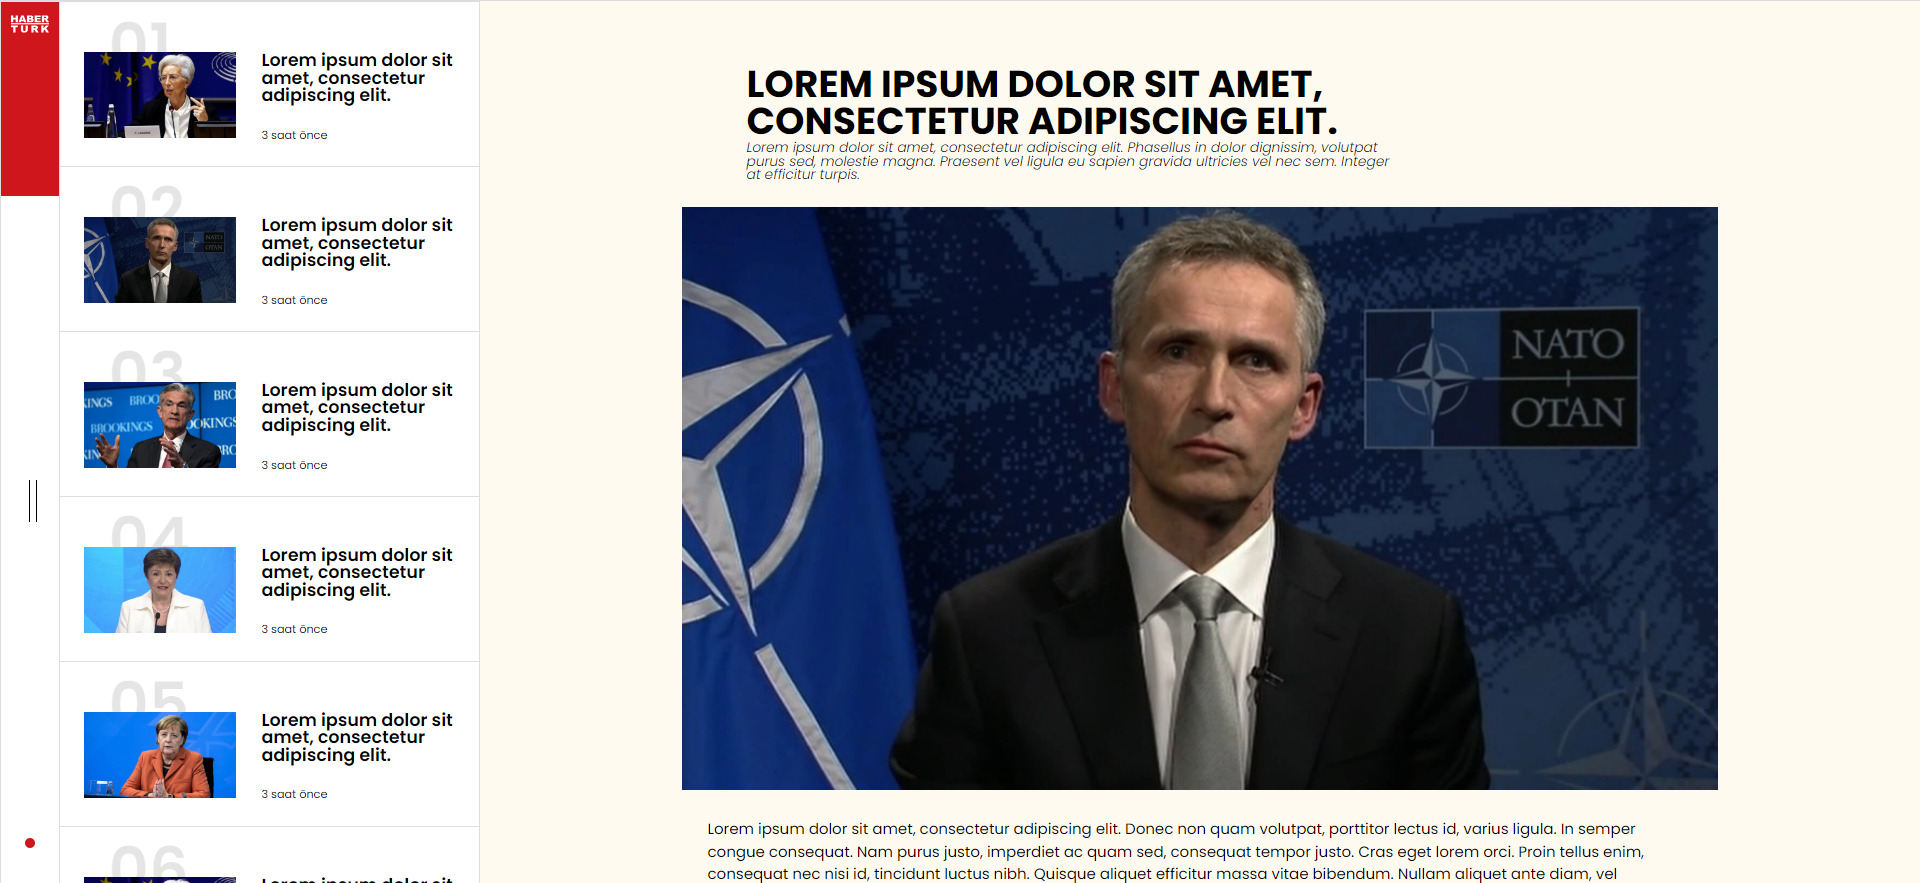 HABER
TURK
01
Lorem ipsum dolor sit
amet, consectetur
adipiscing elit.
3 saat önce
02
NATO
OTAN
Lorem ipsum dolor sit
amet, consectetur
adipiscing elit.
3 saat önce
03
BROOKINGS
Lorem ipsum dolor sit
amet, consectetur
adipiscing elit.
3 saat önce
04
Lorem ipsum dolor sit
amet, consectetur
adipiscing elit.
3 saat önce
05
Lorem ipsum dolor sit
amet, consectetur
adipiscing elit.
3 saat önce
06
Lorem ipsum dolor sit
LOREM IPSUM DOLOR SIT AMET,
CONSECTETUR ADIPISCING ELIT.
Lorem ipsum dolor sit amet, consectetur adipiscing elit. Phasellus in dolor dignissim, volutpat
purus sed, molestie magna. Praesent vel ligula eu sapien gravida ultricies vel nec sem. Integer
at efficitur turpis.
NATO
OTAN
Lorem ipsum dolor sit amet, consectetur adipiscing elit. Donec non quam volutpat, porttitor lectus id, varius ligula. In semper
congue consequat. Nam purus justo, imperdiet ac quam sed, consequat tempor justo. Cras eget lorem orci. Proin tellus enim,
consequat nec nisi id, tincidunt luctus nibh. Quisque aliquet efficitur massa vitae bibendum. Nullam aliquet ante diam, vel